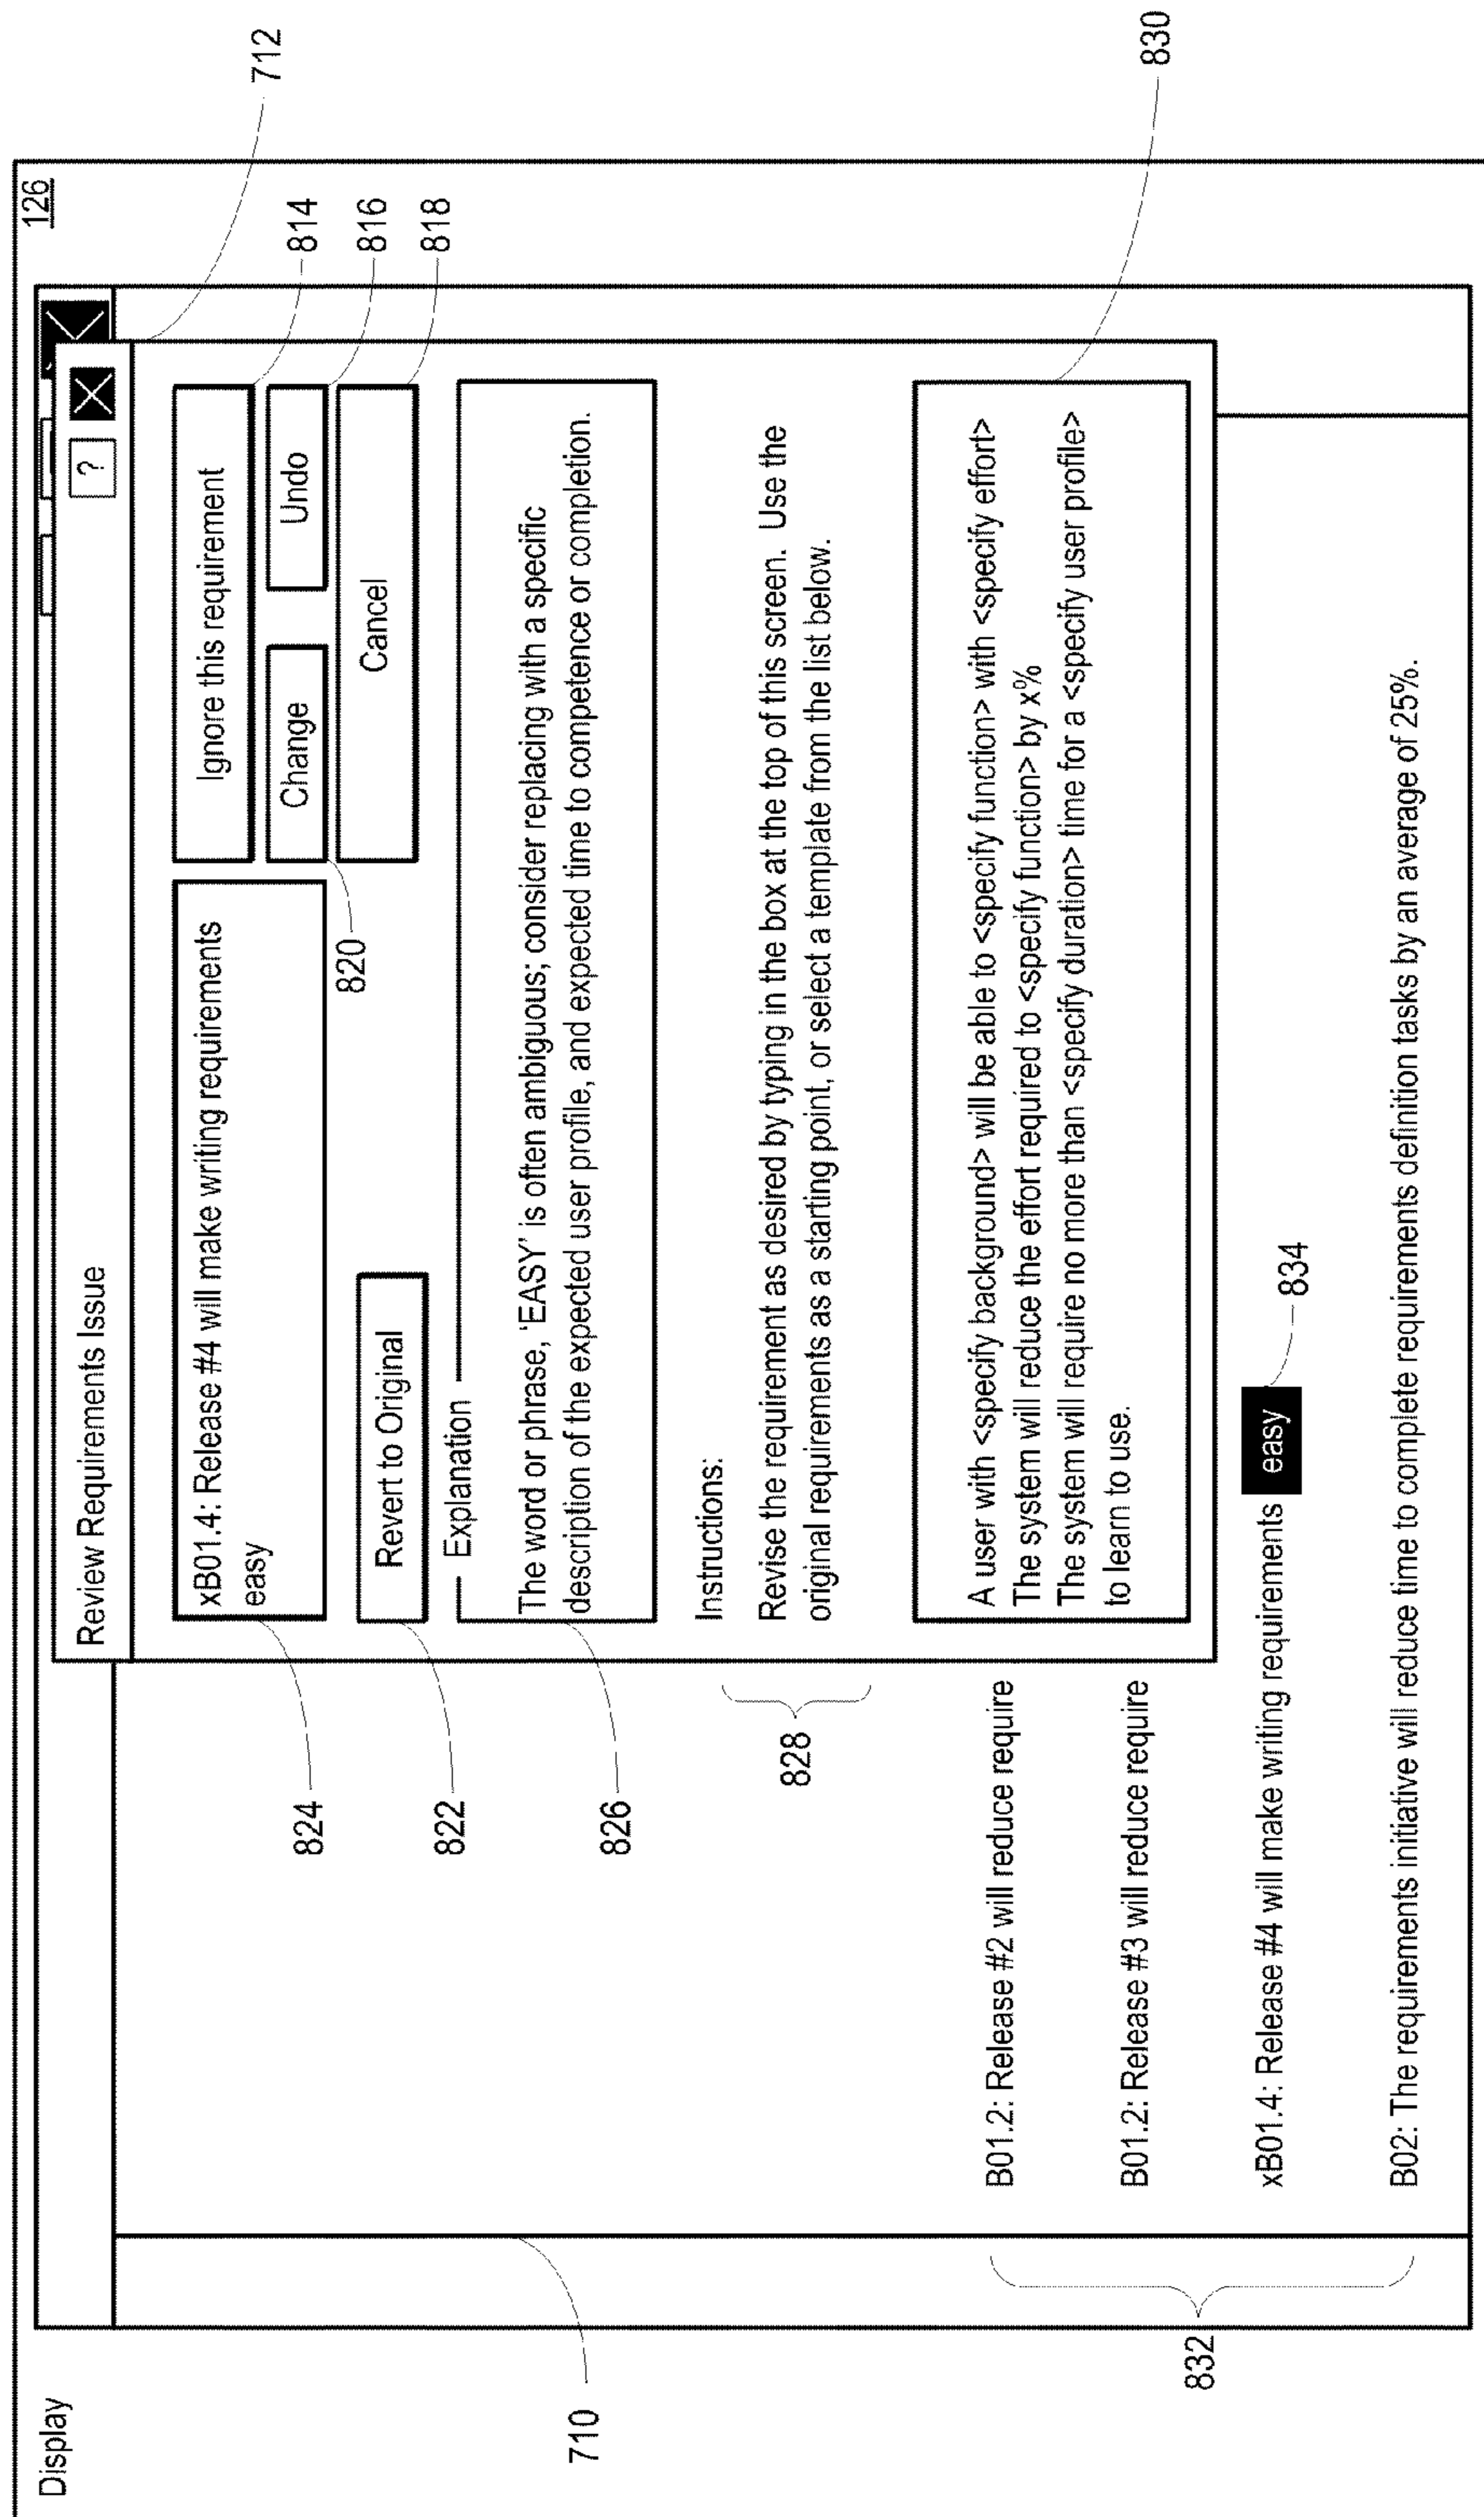 Display
126
Review Requirements Issue
?
712
xB01.4: Release #4 will make writing requirements
easy
Ignore this requirement
814
Change
Undo
816
Cancel
818
820
824
Revert to Original
822
Explanation
The word or phrase, 'EASY' is often ambiguous; consider replacing with a specific
description of the expected user profile, and expected time to competence or completion.
826
Instructions:
Revise the requirement as desired by typing in the box at the top of this screen.  Use the
original requirements as a starting point, or select a template from the list below.
828
710
A user with <specify background> will be able to <specify function> with <specify effort>
The system will reduce the effort required to <specify function> by x%
The system will require no more than <specify duration> time for a <specify user profile>
to learn to use.
830
B01.2: Release #2 will reduce require
B01.2: Release #3 will reduce require
xB01.4: Release #4 will make writing requirements easy
834
B02: The requirements initiative will reduce time to complete requirements definition tasks by an average of 25%.
832